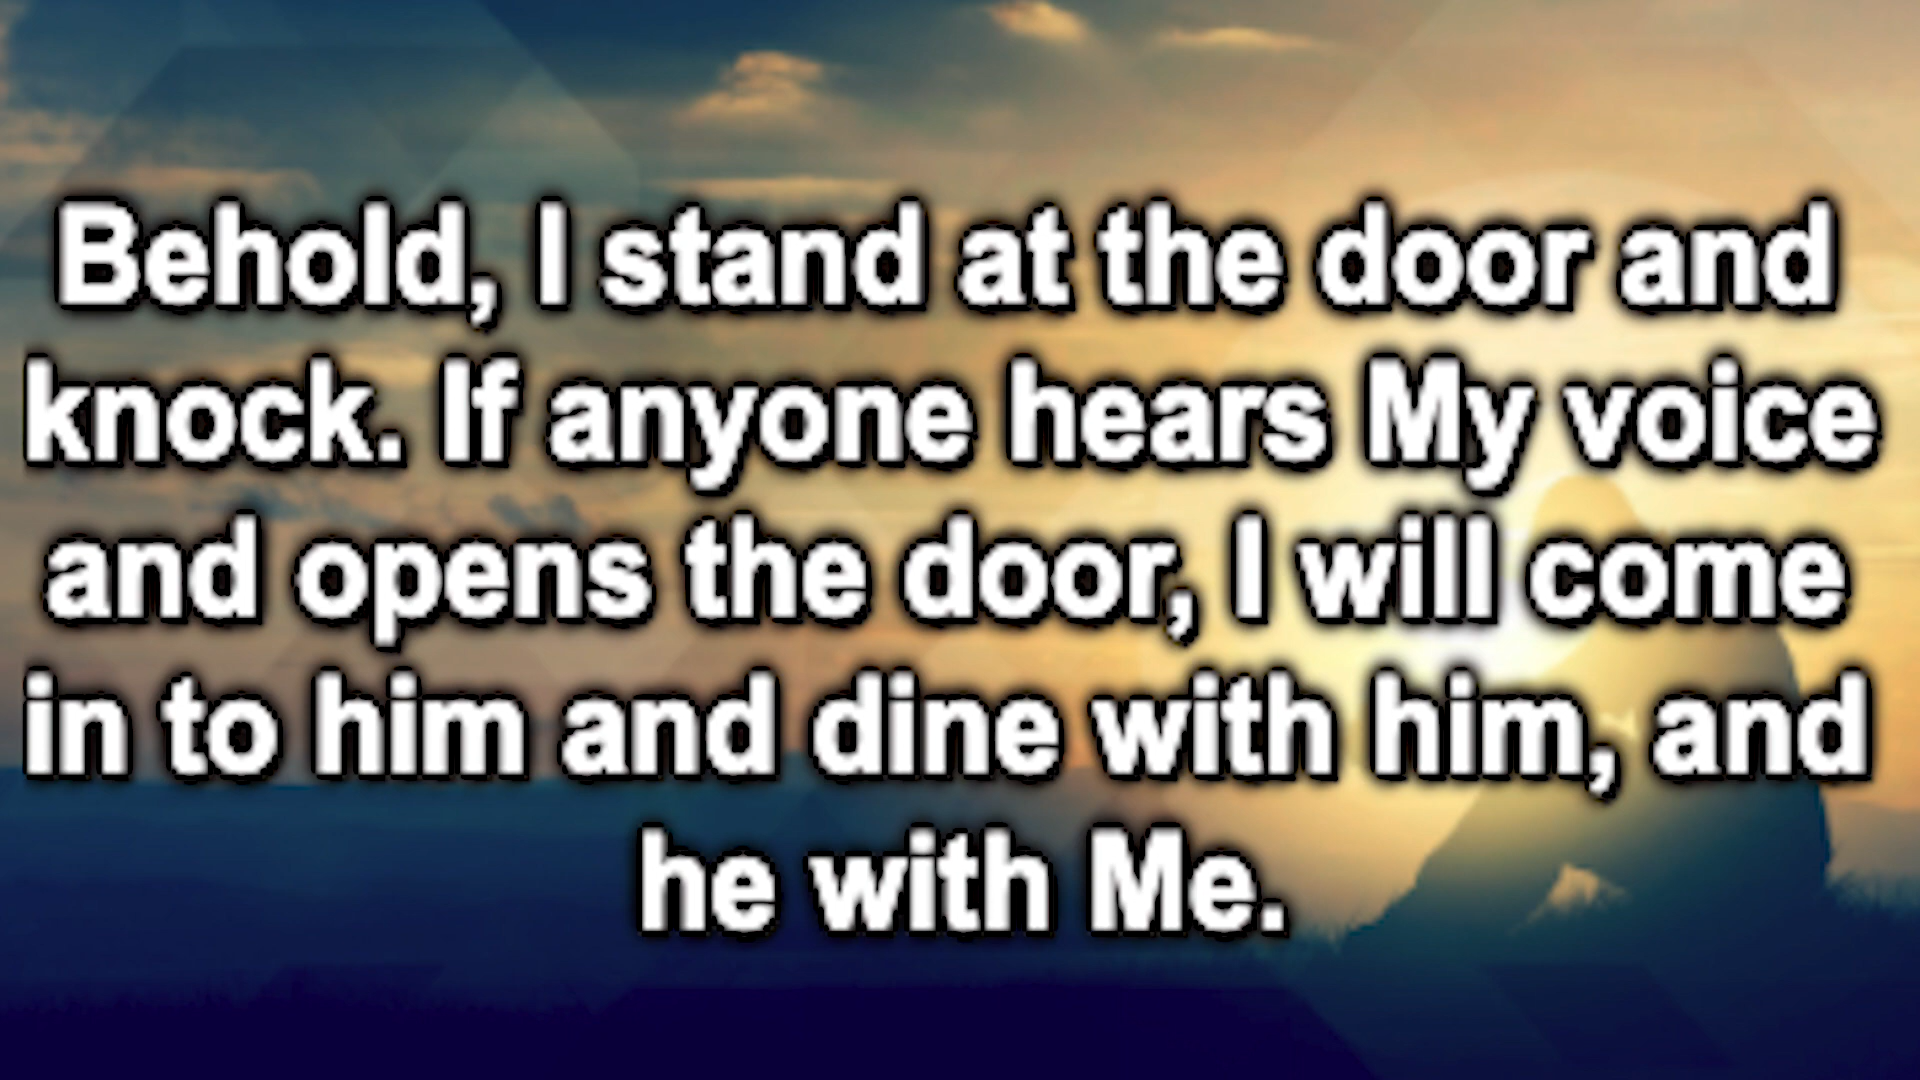 Behold, I stand at the door and
knock. If anyone hears My voice
and opens the door, I will come
in to him and dine with him, and
he with Me.